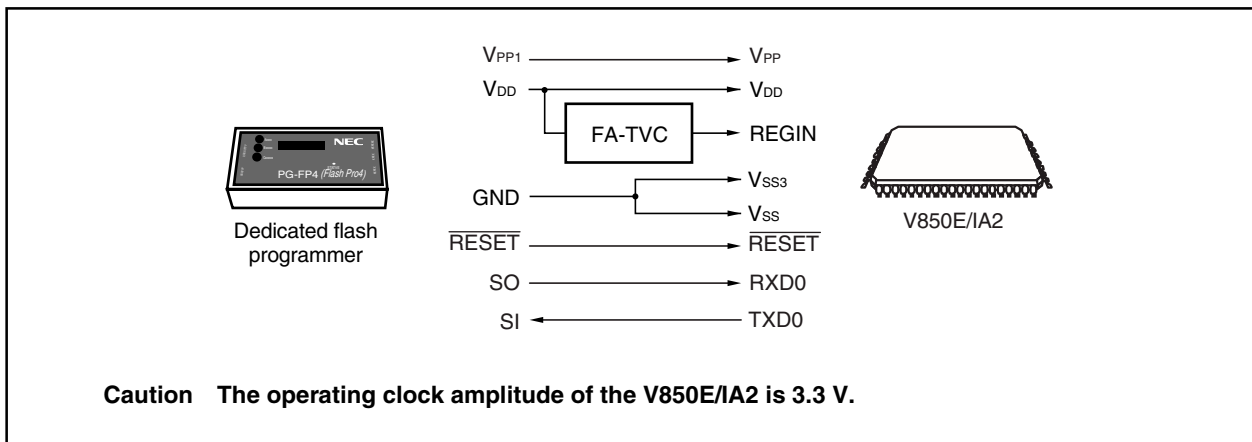 VPP1 VPP
VDD VDD
FA-TVC REGIN
NEC
PG-FP4 (Flash Pro4)
GND VSS3
VSS
V850E/IA2
Dedicated flash
programmer
RESET RESET
SO RXD0
SI TXD0
Caution The operating clock amplitude of the V850E/IA2 is 3.3 V.